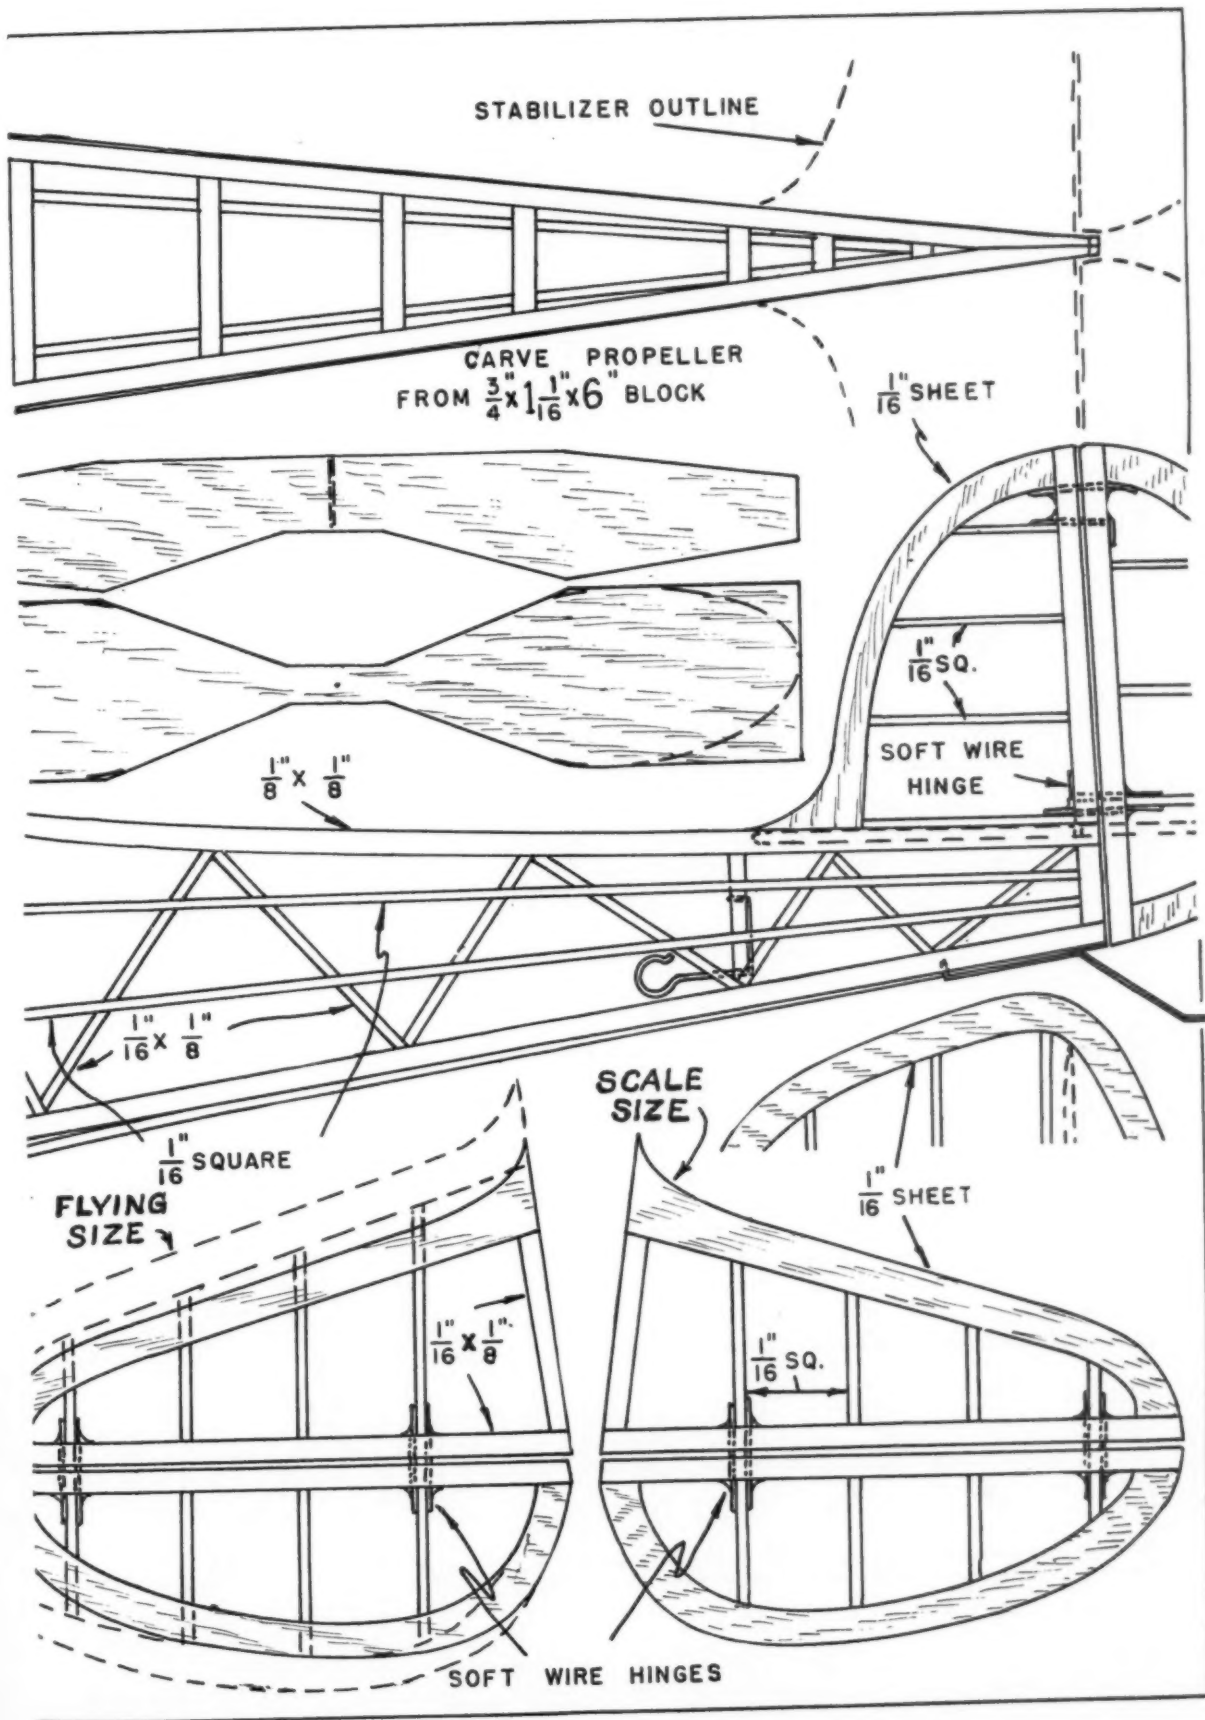 STABILIZER OUTLINE
CARVE PROPELLER
FROM 3/4" x 1 1/16" x 6" BLOCK
1/16" SHEET
1/16" SQ.
SOFT WIRE
HINGE
1/8" X 1/8"
1/16" X 1/8"
1/16" SQUARE
SCALE
SIZE
1/16" SHEET
FLYING
SIZE
1/16" X 1/8"
1/16" SQ.
SOFT WIRE HINGES